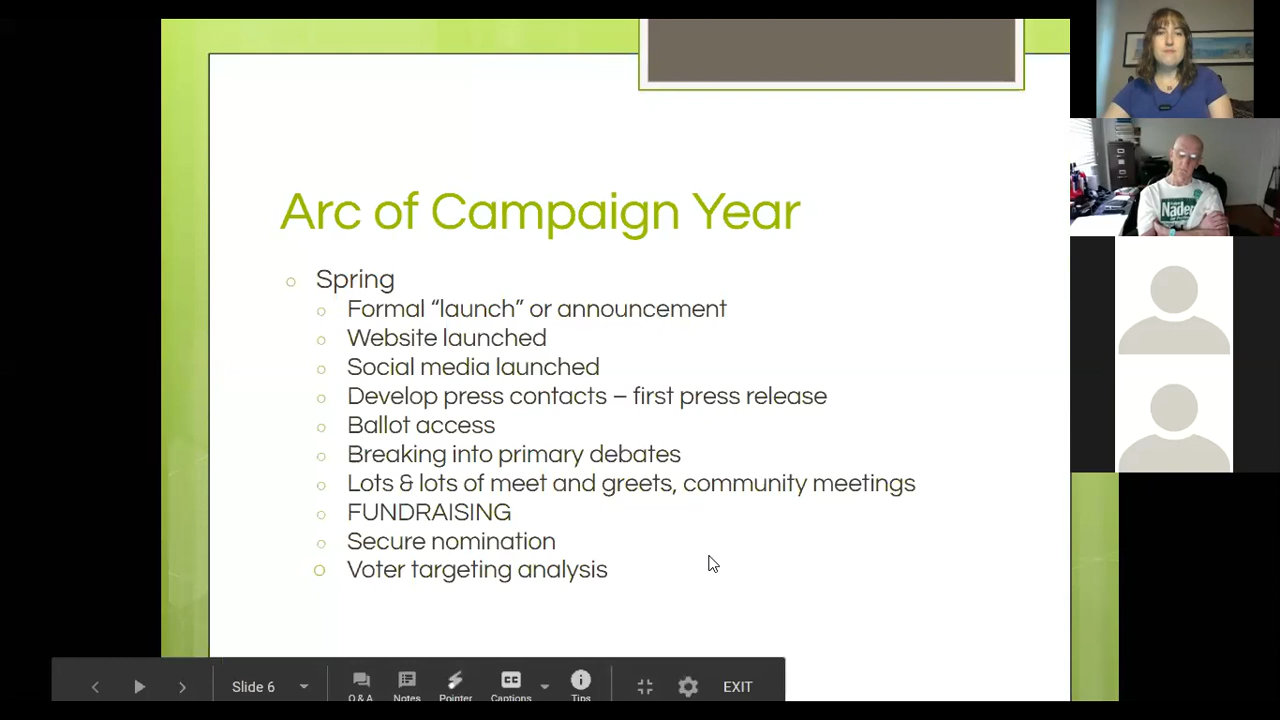 Arc of Campaign Year
Spring
Formal “launch” or announcement
Website launched
Social media launched
Develop press contacts – first press release
Ballot access
Breaking into primary debates
Lots & lots of meet and greets, community meetings
FUNDRAISING
Secure nomination
Voter targeting analysis
Slide 6
Q & A
Notes
Pointer
CC
Captions
Tips
EXIT
Nader